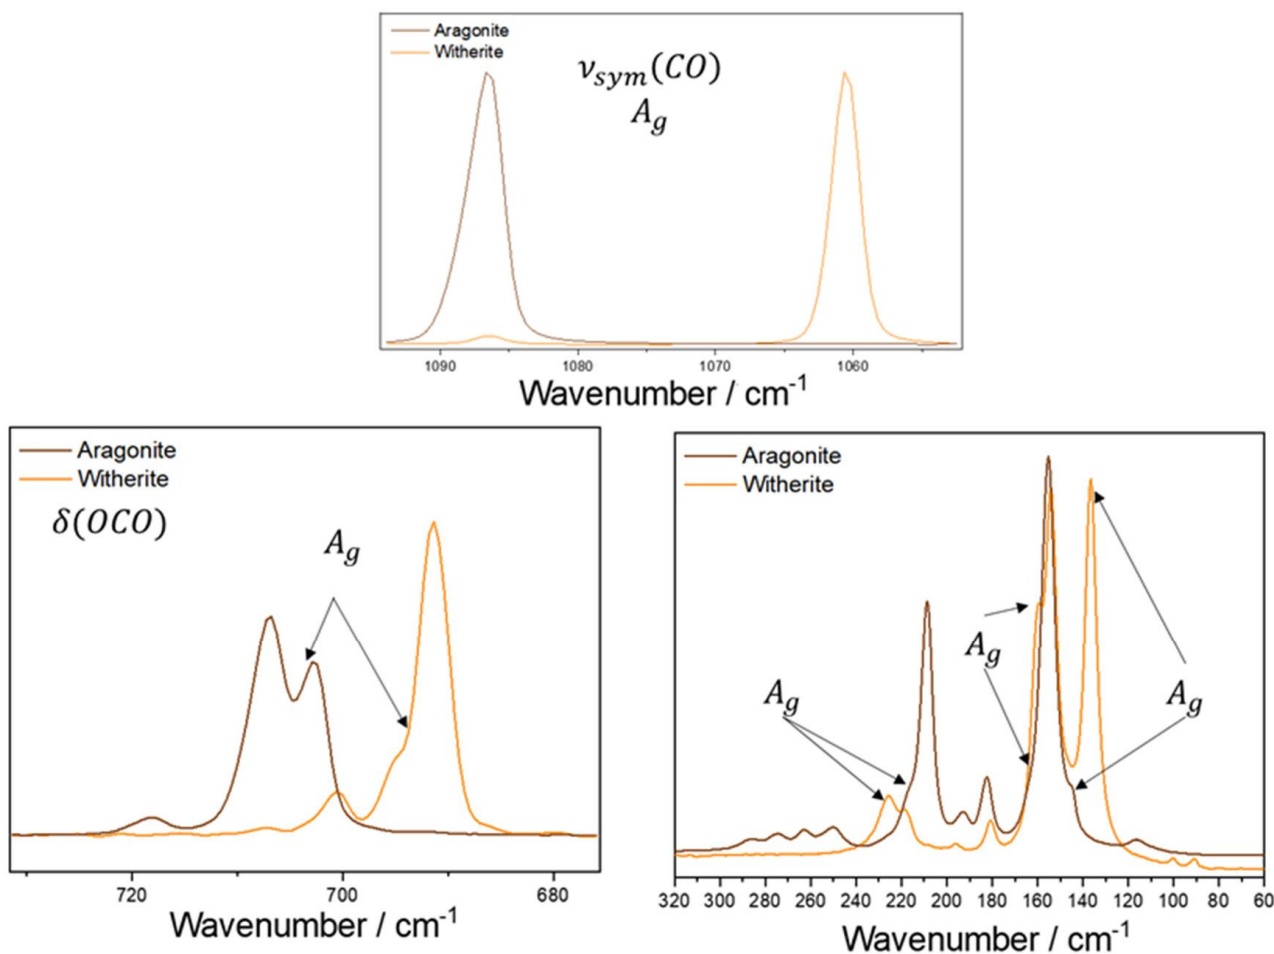 Aragonite
Witherite
ν_sym(CO)
A_g
1090 1080 1070 1060
Wavenumber / cm⁻¹
Aragonite
Witherite
δ(OCO)
A_g
720 700 680
Wavenumber / cm⁻¹
Aragonite
Witherite
A_g
A_g
A_g
320 300 280 260 240 220 200 180 160 140 120 100 80 60
Wavenumber / cm⁻¹